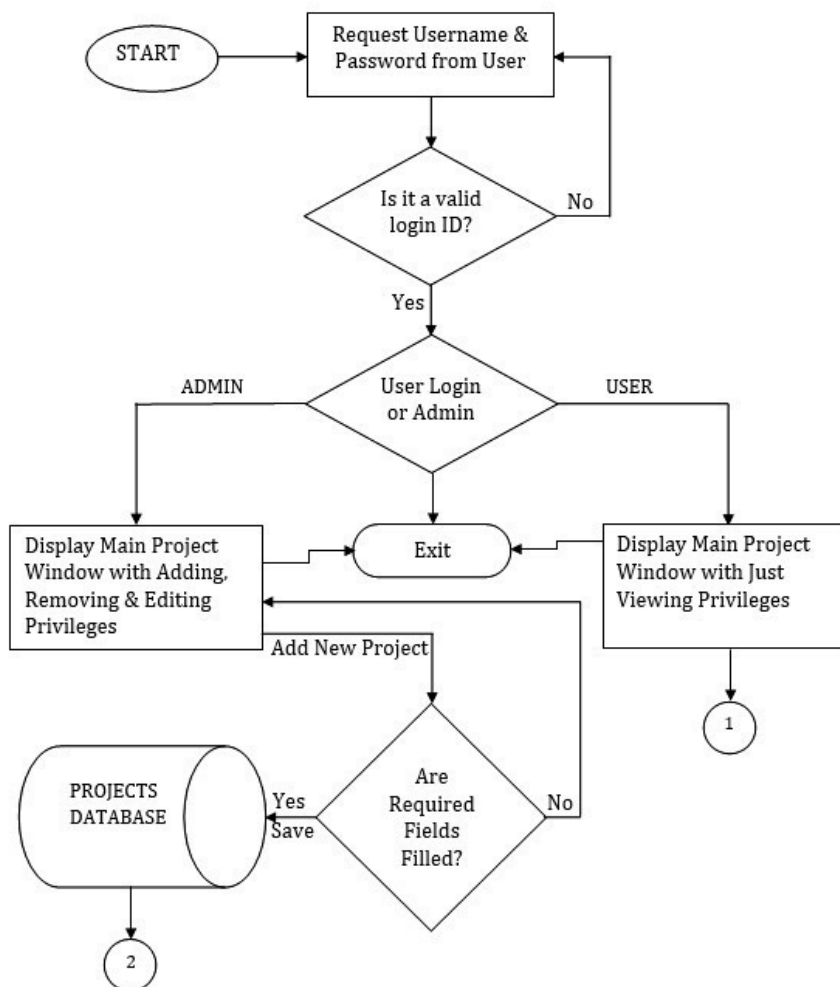 START
Request Username &
Password from User
Is it a valid
login ID?
No
Yes
ADMIN
User Login
or Admin
USER
Display Main Project
Window with Adding,
Removing & Editing
Privileges
Exit
Display Main Project
Window with Just
Viewing Privileges
Add New Project
1
PROJECTS
DATABASE
Yes
Save
Are
Required
Fields
Filled?
No
2